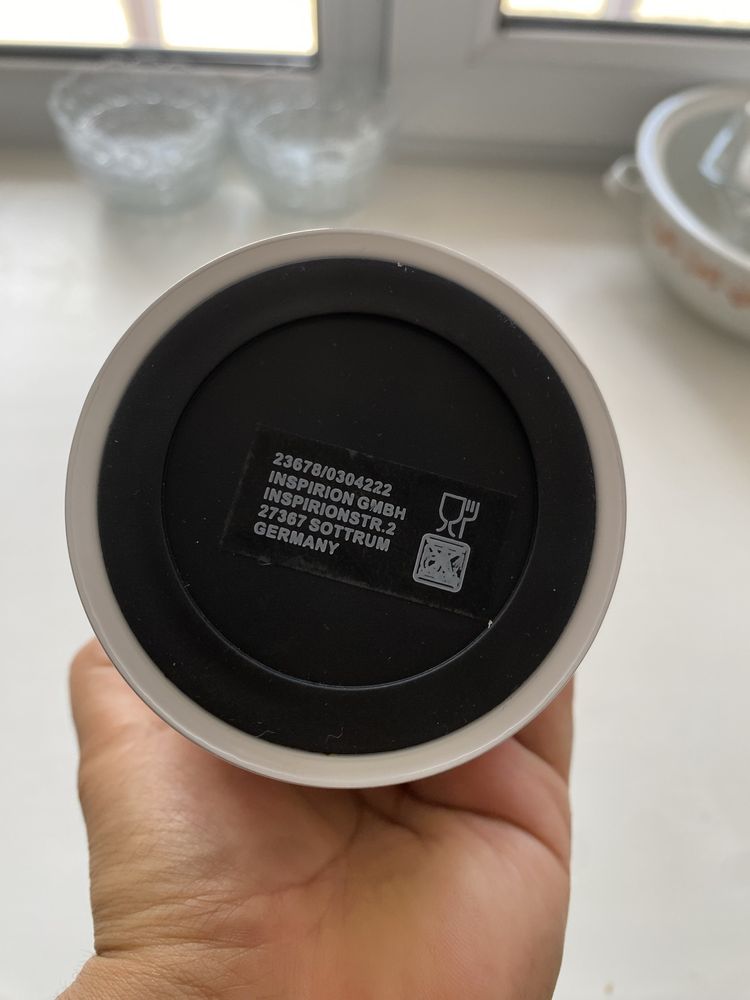 23678/0304222
INSPIRION GMBH
INSPIRIONSTR.2
27367 SOTTRUM
GERMANY